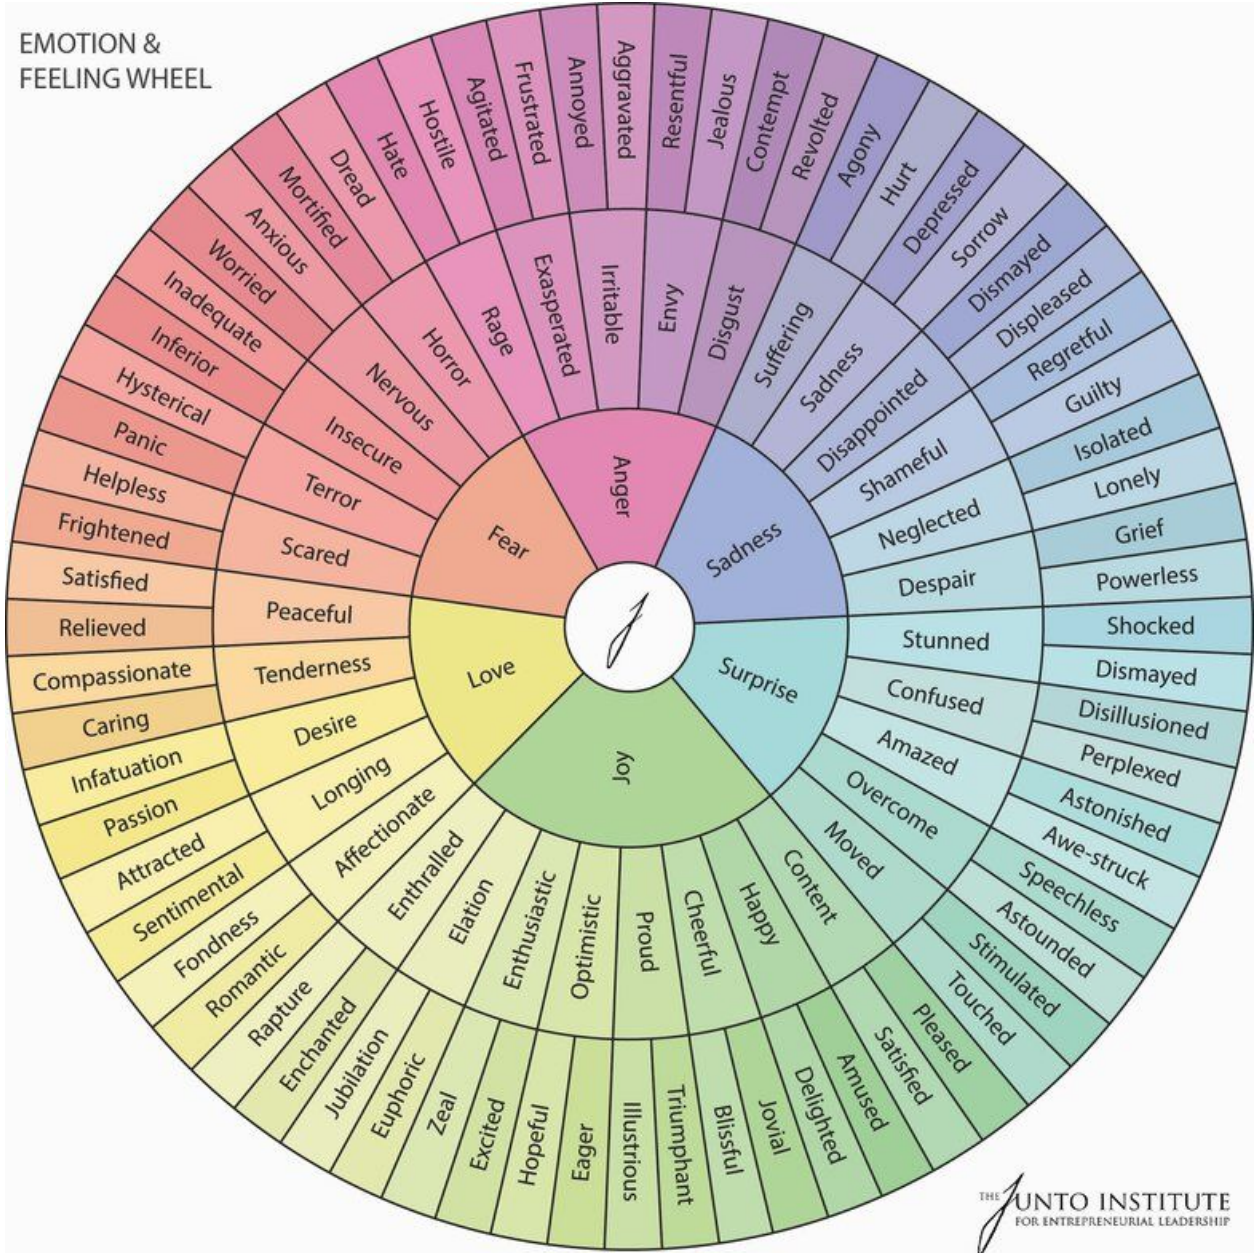 EMOTION &
FEELING WHEEL
Anger
Sadness
Surprise
Joy
Love
Fear
Rage
Exasperated
Irritable
Envy
Disgust
Suffering
Sadness
Disappointed
Shameful
Neglected
Despair
Stunned
Confused
Amazed
Overcome
Moved
Content
Happy
Cheerful
Proud
Optimistic
Enthusiastic
Elation
Enthralled
Affectionate
Longing
Desire
Tenderness
Peaceful
Scared
Terror
Insecure
Nervous
Horror
Hate
Hostile
Agitated
Frustrated
Annoyed
Aggravated
Resentful
Jealous
Contempt
Revolted
Agony
Hurt
Depressed
Sorrow
Dismayed
Displeased
Regretful
Guilty
Isolated
Lonely
Grief
Powerless
Shocked
Dismayed
Disillusioned
Perplexed
Astonished
Awe-struck
Speechless
Astounded
Stimulated
Touched
Pleased
Satisfied
Amused
Delighted
Jovial
Blissful
Triumphant
Illustrious
Eager
Hopeful
Excited
Zeal
Euphoric
Jubilation
Enchanted
Rapture
Romantic
Fondness
Sentimental
Attracted
Passion
Infatuation
Caring
Compassionate
Relieved
Satisfied
Frightened
Helpless
Panic
Hysterical
Inferior
Inadequate
Worried
Anxious
Mortified
Dread
THE JUNTO INSTITUTE
FOR ENTREPRENEURIAL LEADERSHIP